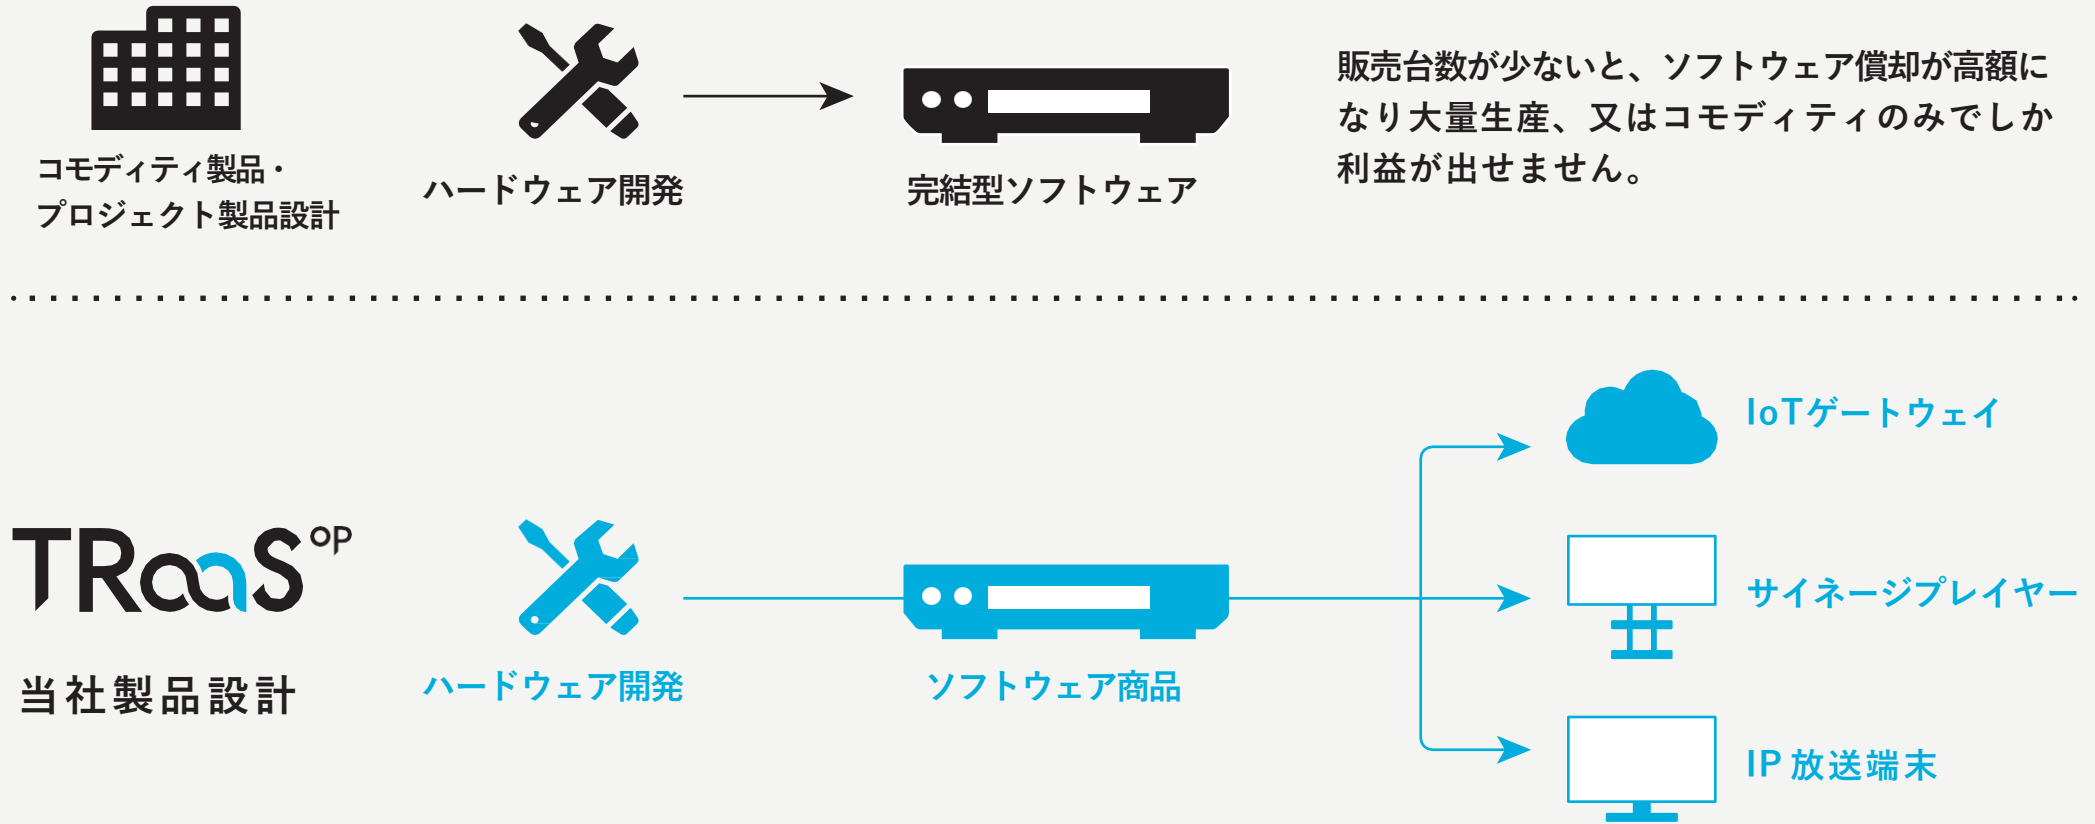 コモディティ製品・
プロジェクト製品設計
ハードウェア開発
完結型ソフトウェア
販売台数が少ないと、ソフトウェア償却が高額に
なり大量生産、又はコモディティのみでしか
利益が出せません。
TRaaS OP
当社製品設計
ハードウェア開発
ソフトウェア商品
IoTゲートウェイ
サイネージプレイヤー
IP放送端末